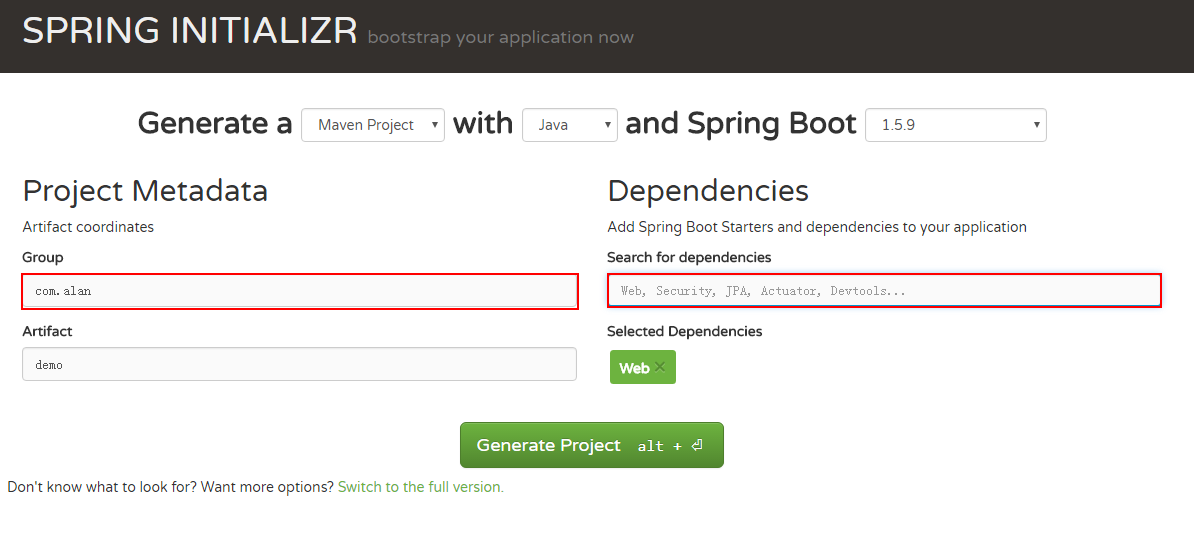 SPRING INITIALIZR bootstrap your application now
Generate a Maven Project with Java and Spring Boot 1.5.9
Project Metadata
Artifact coordinates
Group
com.alan
Artifact
demo
Dependencies
Add Spring Boot Starters and dependencies to your application
Search for dependencies
Web, Security, JPA, Actuator, Devtools...
Selected Dependencies
Web ×
Generate Project alt + ⏎
Don't know what to look for? Want more options? Switch to the full version.